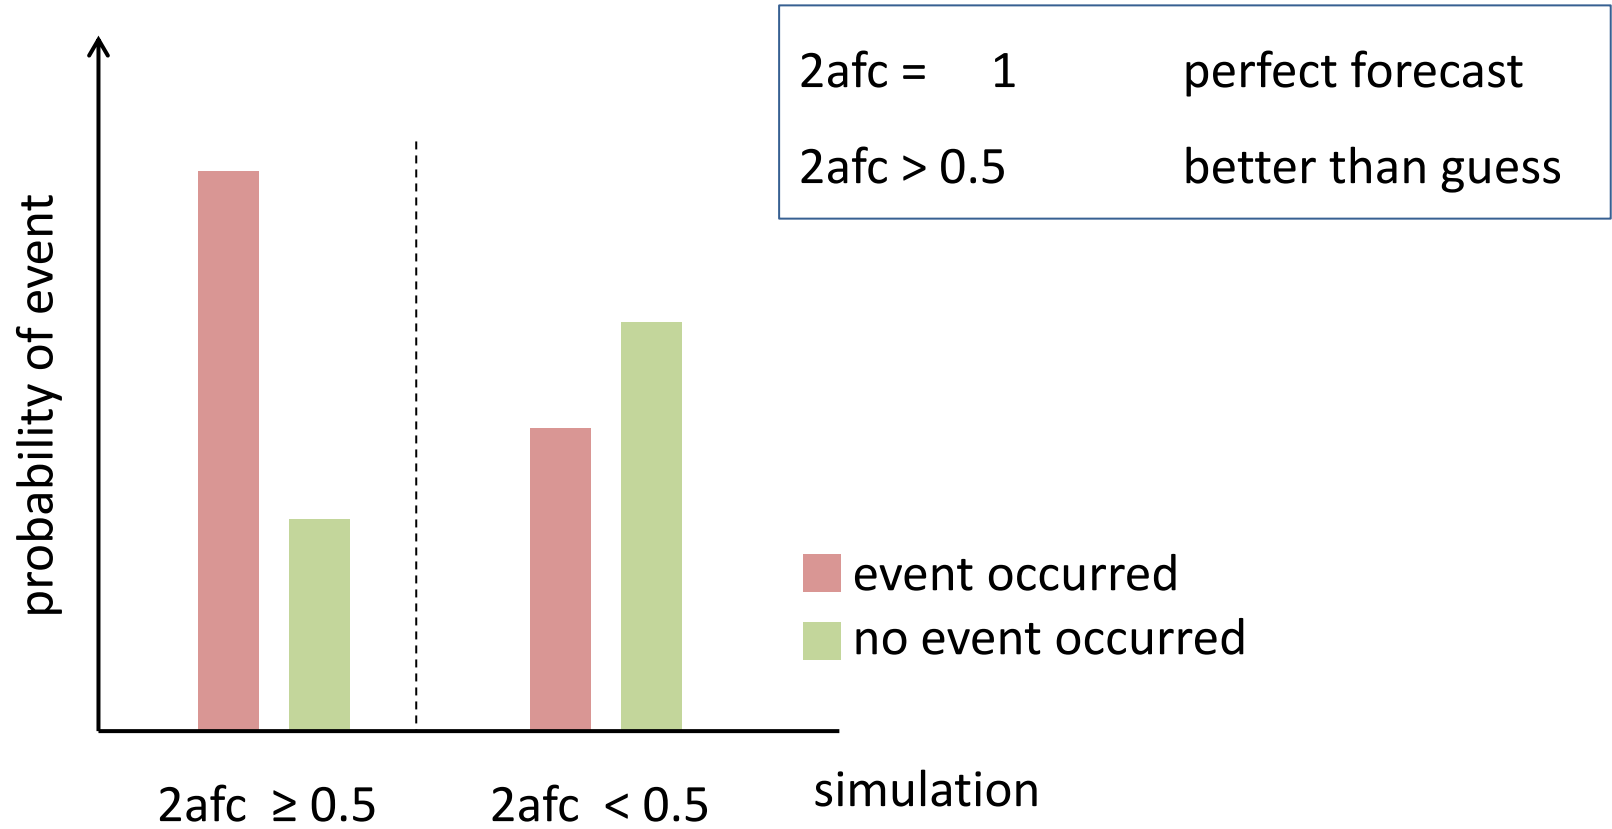 2afc = 1 perfect forecast
2afc > 0.5 better than guess
probability of event
event occurred
no event occurred
2afc ≥ 0.5 2afc < 0.5 simulation